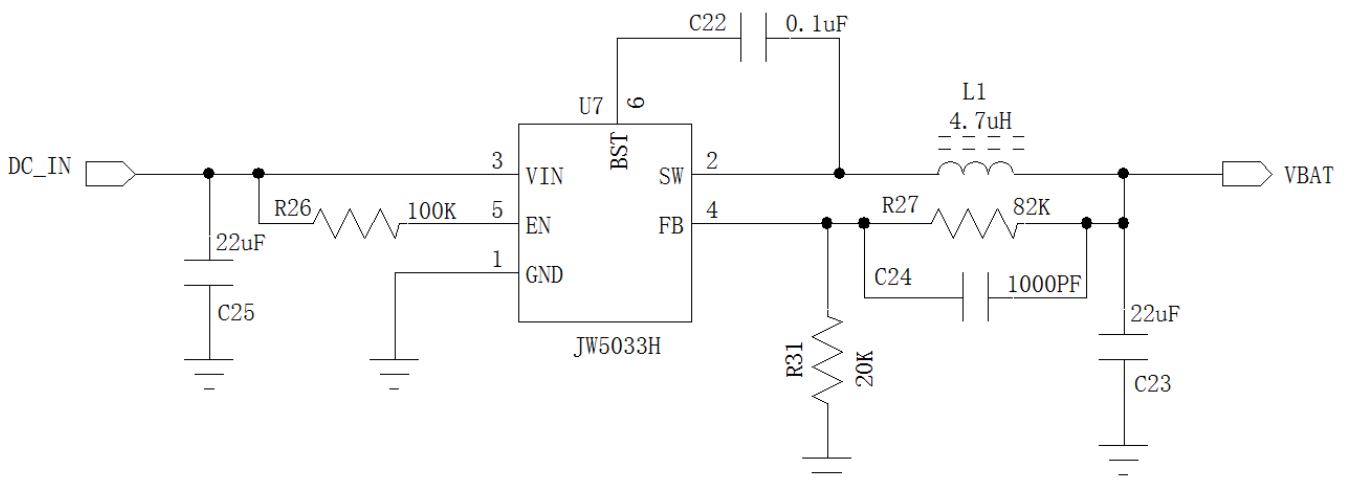 C22 0.1uF
U7 6
L1
4.7uH
BST
DC_IN 3 VIN SW 2 VBAT
R26 100K 5 EN FB 4 R27 82K
22uF 1 GND C24 1000PF
C25 22uF
JW5033H R31 20K C23